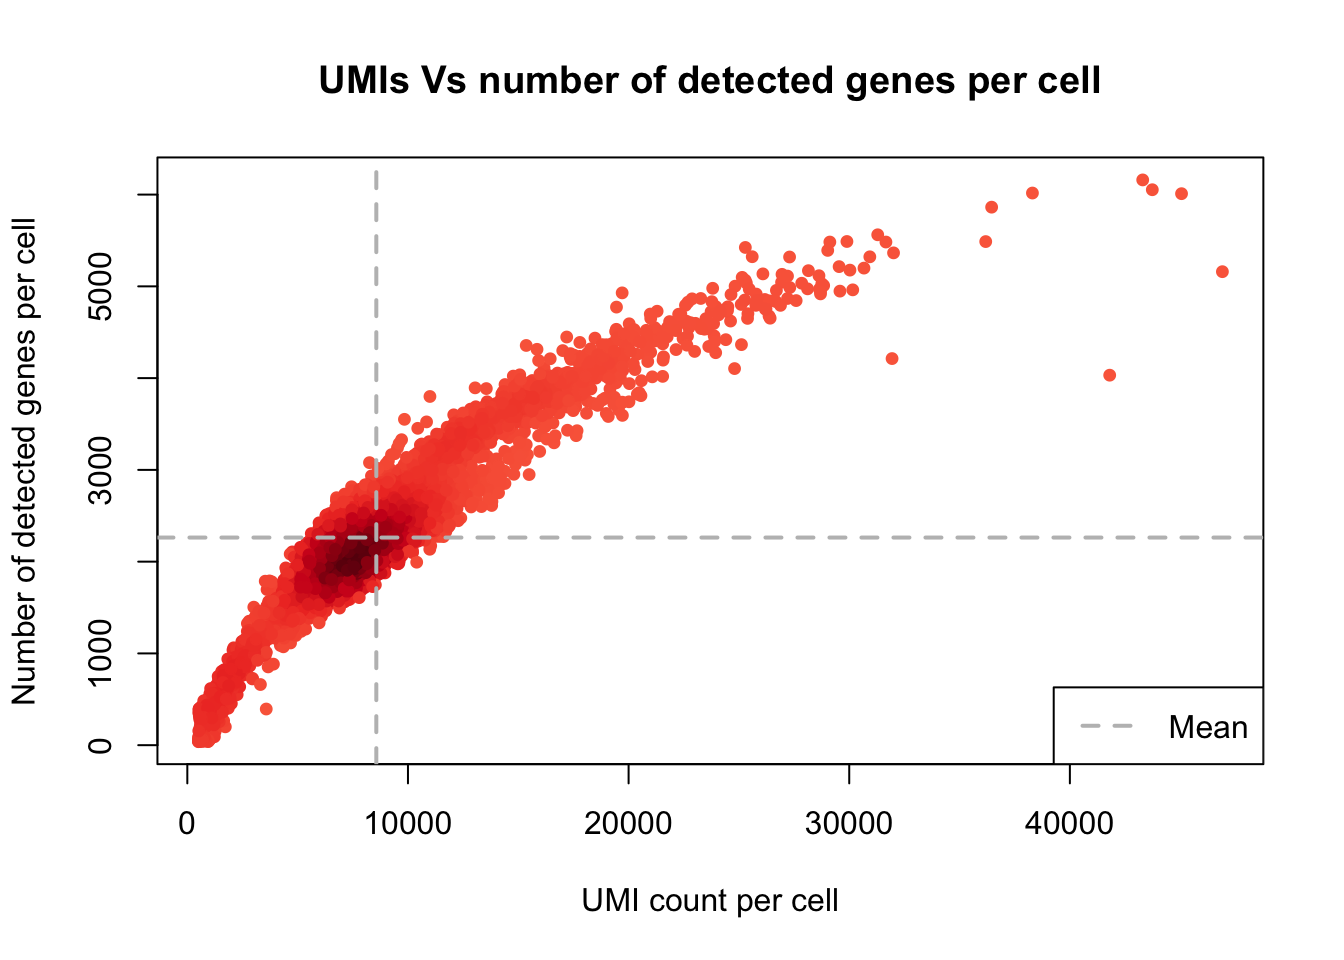 UMIs Vs number of detected genes per cell
Number of detected genes per cell
5000
3000
1000
0
0 10000 20000 30000 40000
UMI count per cell
Mean